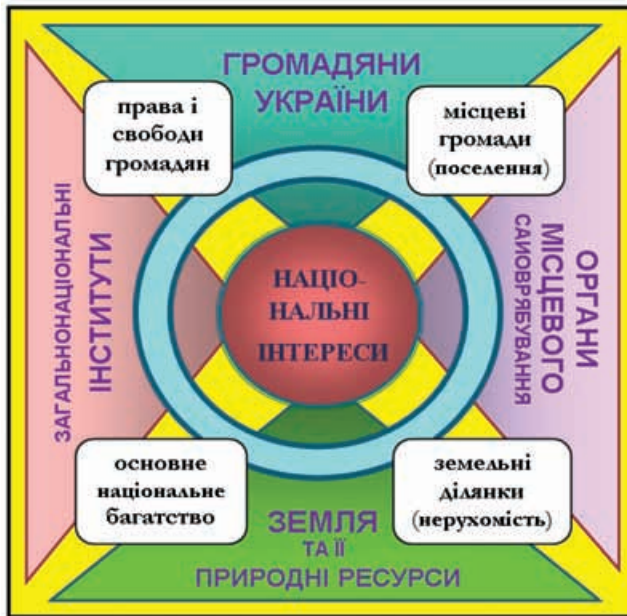 ГРОМАДЯНИ
УКРАЇНИ
права і
свободи
громадян
місцеві
громади
(поселення)
ЗАГАЛЬНОНАЦІОНАЛЬНІ
ІНСТИТУТИ
НАЦІО-
НАЛЬНІ
ІНТЕРЕСИ
ОРГАНИ
МІСЦЕВОГО
САИОВРЯБУВАННЯ
основне
національне
багатство
земельні
ділянки
(нерухомість)
ЗЕМЛЯ
ТА ЇЇ
ПРИРОДНІ РЕСУРСИ